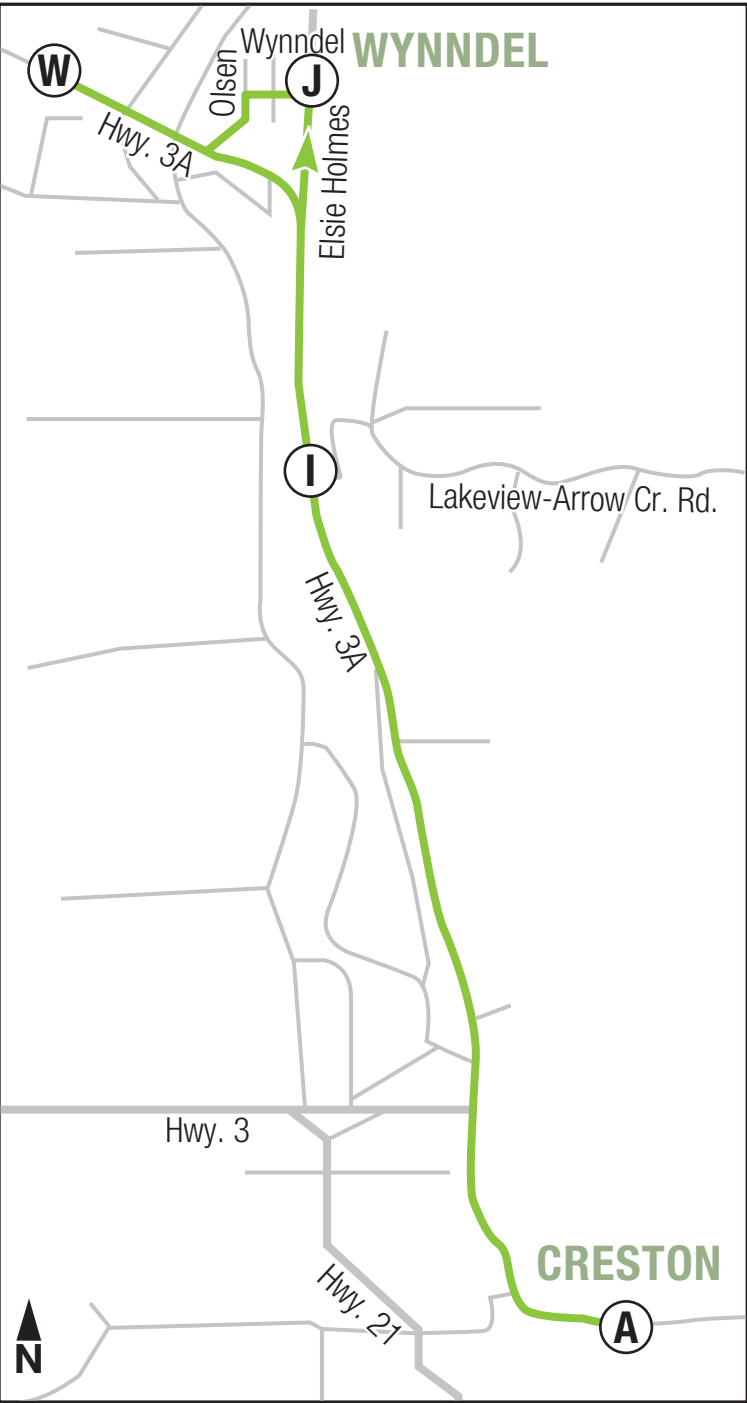 Wynndel
WYNNDEL
W
J
Olsen
Hwy. 3A
Elsie Holmes
I
Lakeview-Arrow Cr. Rd.
Hwy. 3A
Hwy. 3
CRESTON
Hwy. 21
A
N